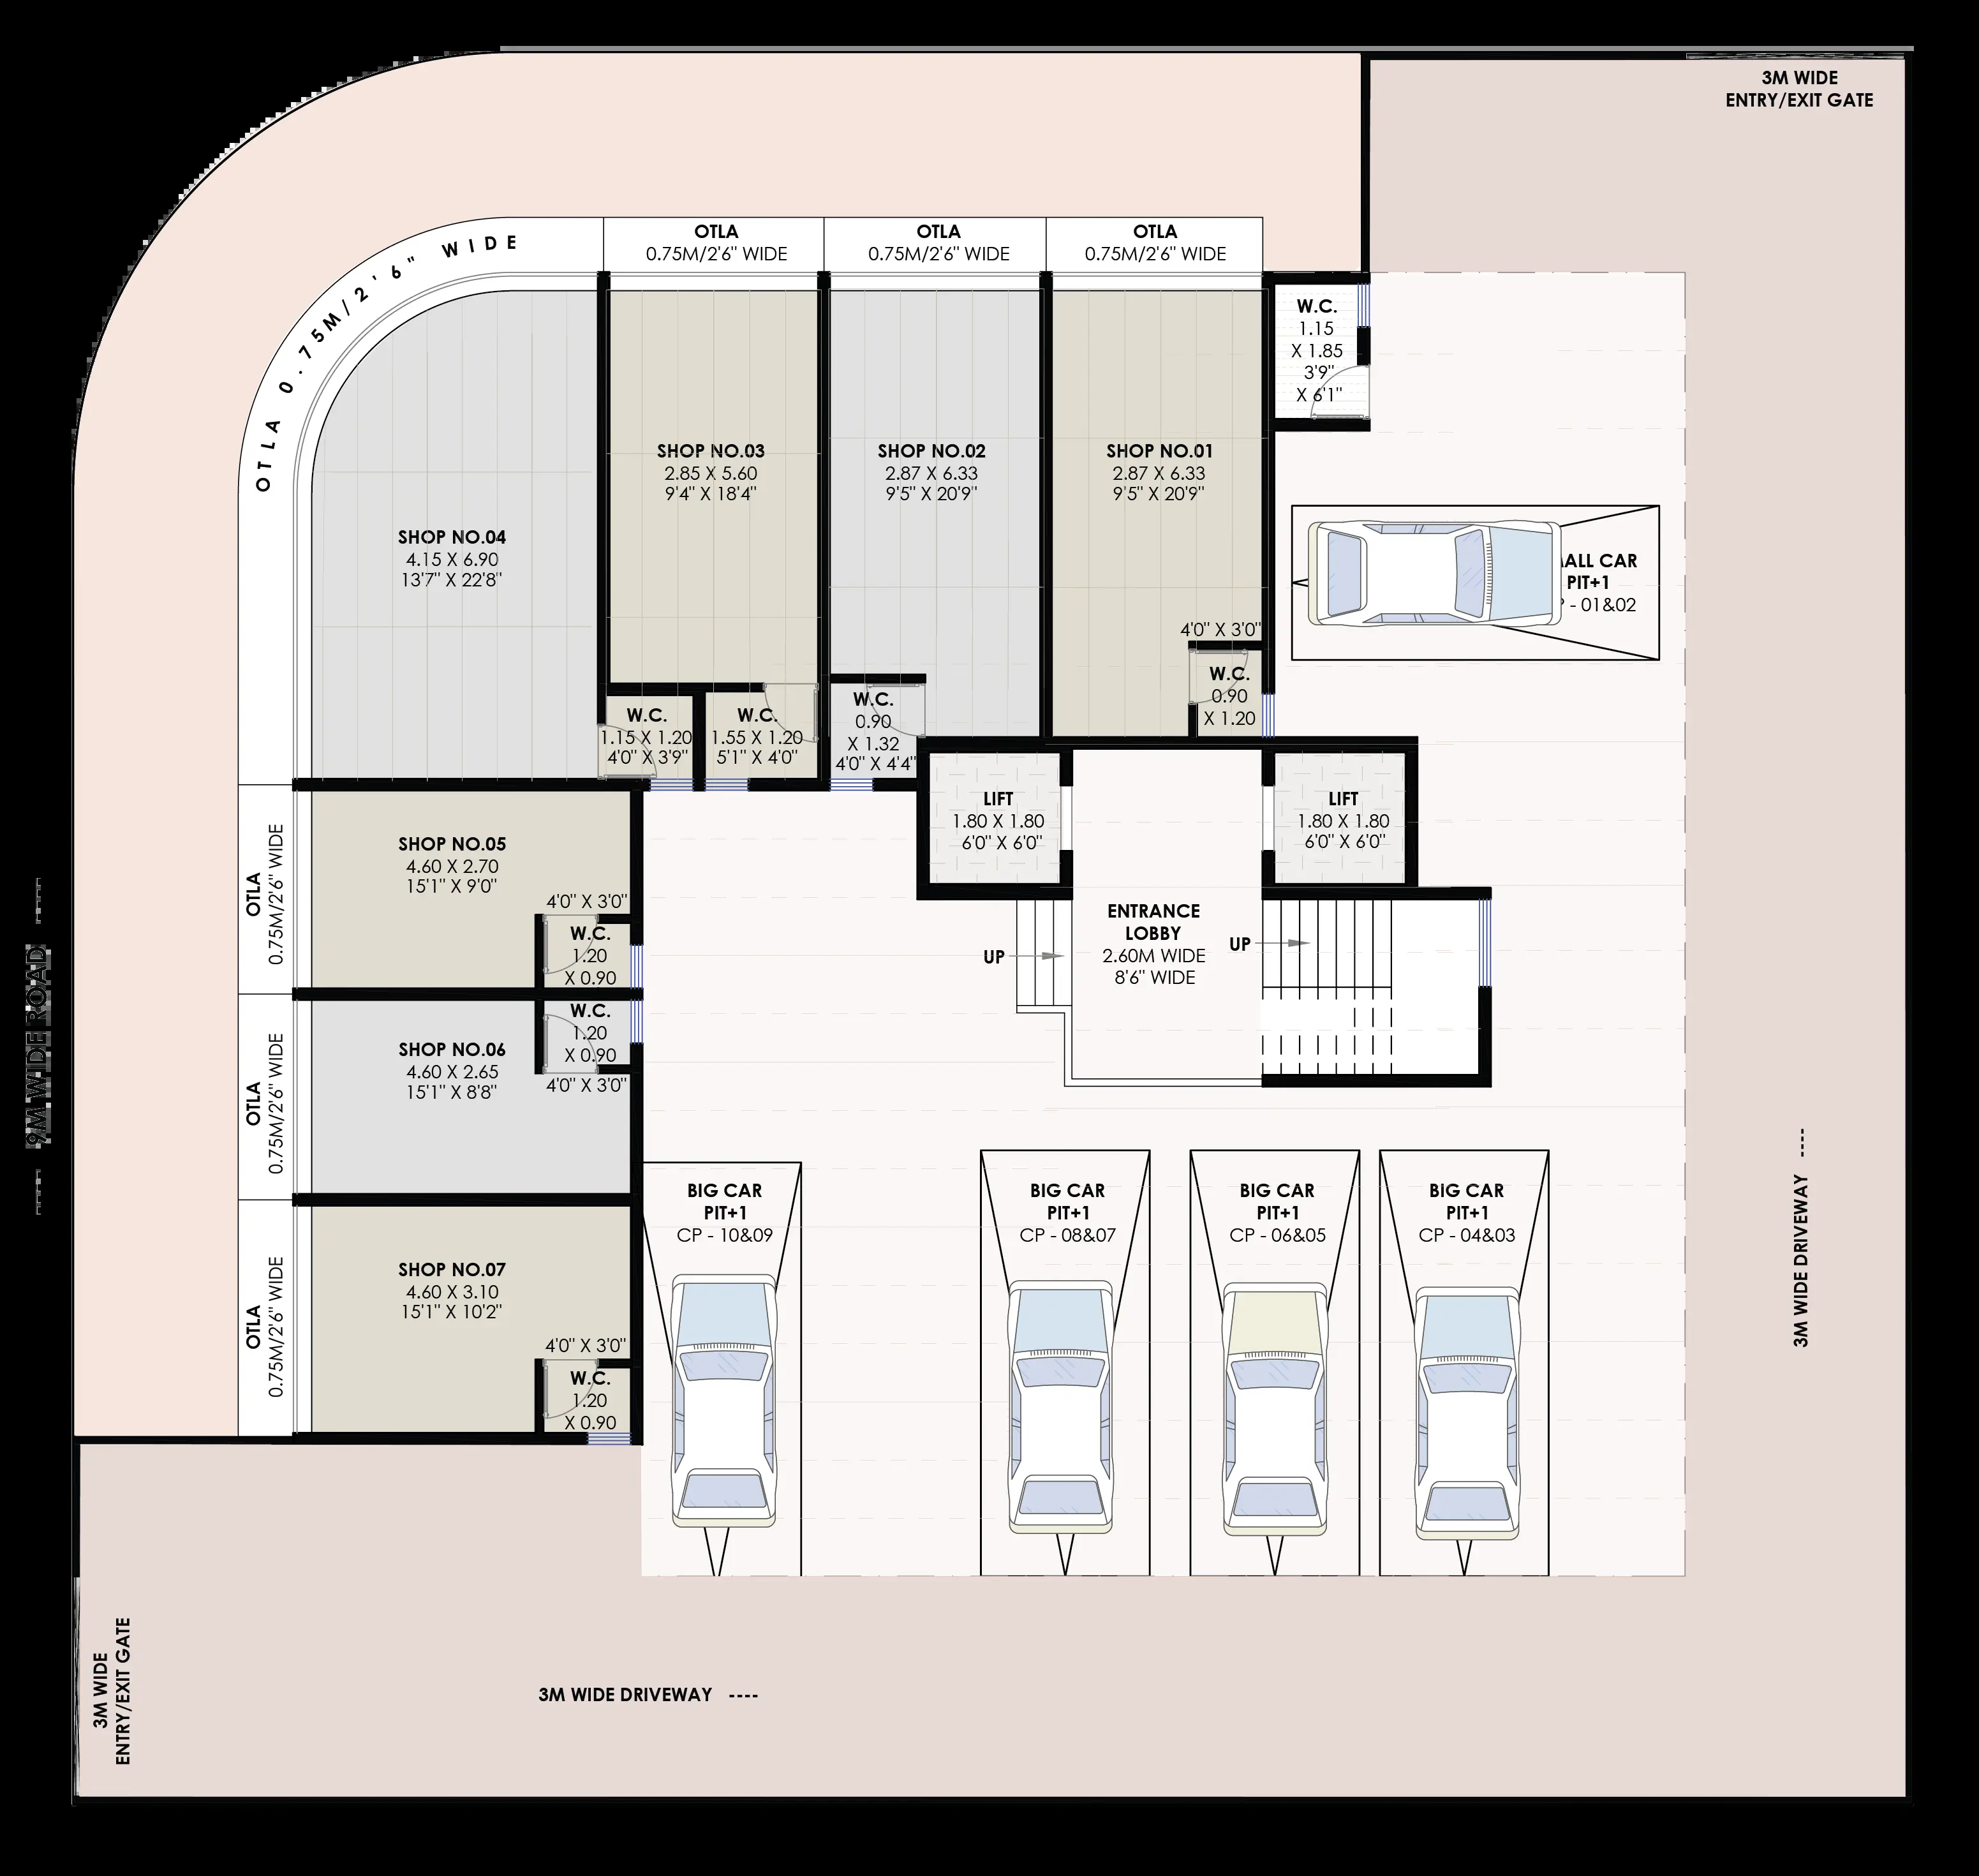 3M WIDE
ENTRY/EXIT GATE
OTLA 0.75M/2'6" WIDE
OTLA
0.75M/2'6" WIDE
OTLA
0.75M/2'6" WIDE
OTLA
0.75M/2'6" WIDE
W.C.
1.15
X 1.85
3'9"
X 6'1"
SHOP NO.03
2.85 X 5.60
9'4" X 18'4"
SHOP NO.02
2.87 X 6.33
9'5" X 20'9"
SHOP NO.01
2.87 X 6.33
9'5" X 20'9"
SHOP NO.04
4.15 X 6.90
13'7" X 22'8"
CAR
PIT+1
- 01&02
4'0" X 3'0"
W.C.
0.90
X 1.20
W.C.
1.15 X 1.20
4'0" X 3'9"
W.C.
1.55 X 1.20
5'1" X 4'0"
W.C.
0.90
X 1.32
4'0" X 4'4"
LIFT
1.80 X 1.80
6'0" X 6'0"
LIFT
1.80 X 1.80
6'0" X 6'0"
OTLA
0.75M/2'6" WIDE
SHOP NO.05
4.60 X 2.70
15'1" X 9'0"
4'0" X 3'0"
W.C.
1.20
X 0.90
UP
ENTRANCE
LOBBY
2.60M WIDE
8'6" WIDE
UP
9M WIDE ROAD
OTLA
0.75M/2'6" WIDE
SHOP NO.06
4.60 X 2.65
15'1" X 8'8"
W.C.
1.20
X 0.90
4'0" X 3'0"
BIG CAR
PIT+1
CP - 10&09
BIG CAR
PIT+1
CP - 08&07
BIG CAR
PIT+1
CP - 06&05
BIG CAR
PIT+1
CP - 04&03
3M WIDE DRIVEWAY ----
OTLA
0.75M/2'6" WIDE
SHOP NO.07
4.60 X 3.10
15'1" X 10'2"
4'0" X 3'0"
W.C.
1.20
X 0.90
3M WIDE
ENTRY/EXIT GATE
3M WIDE DRIVEWAY ----